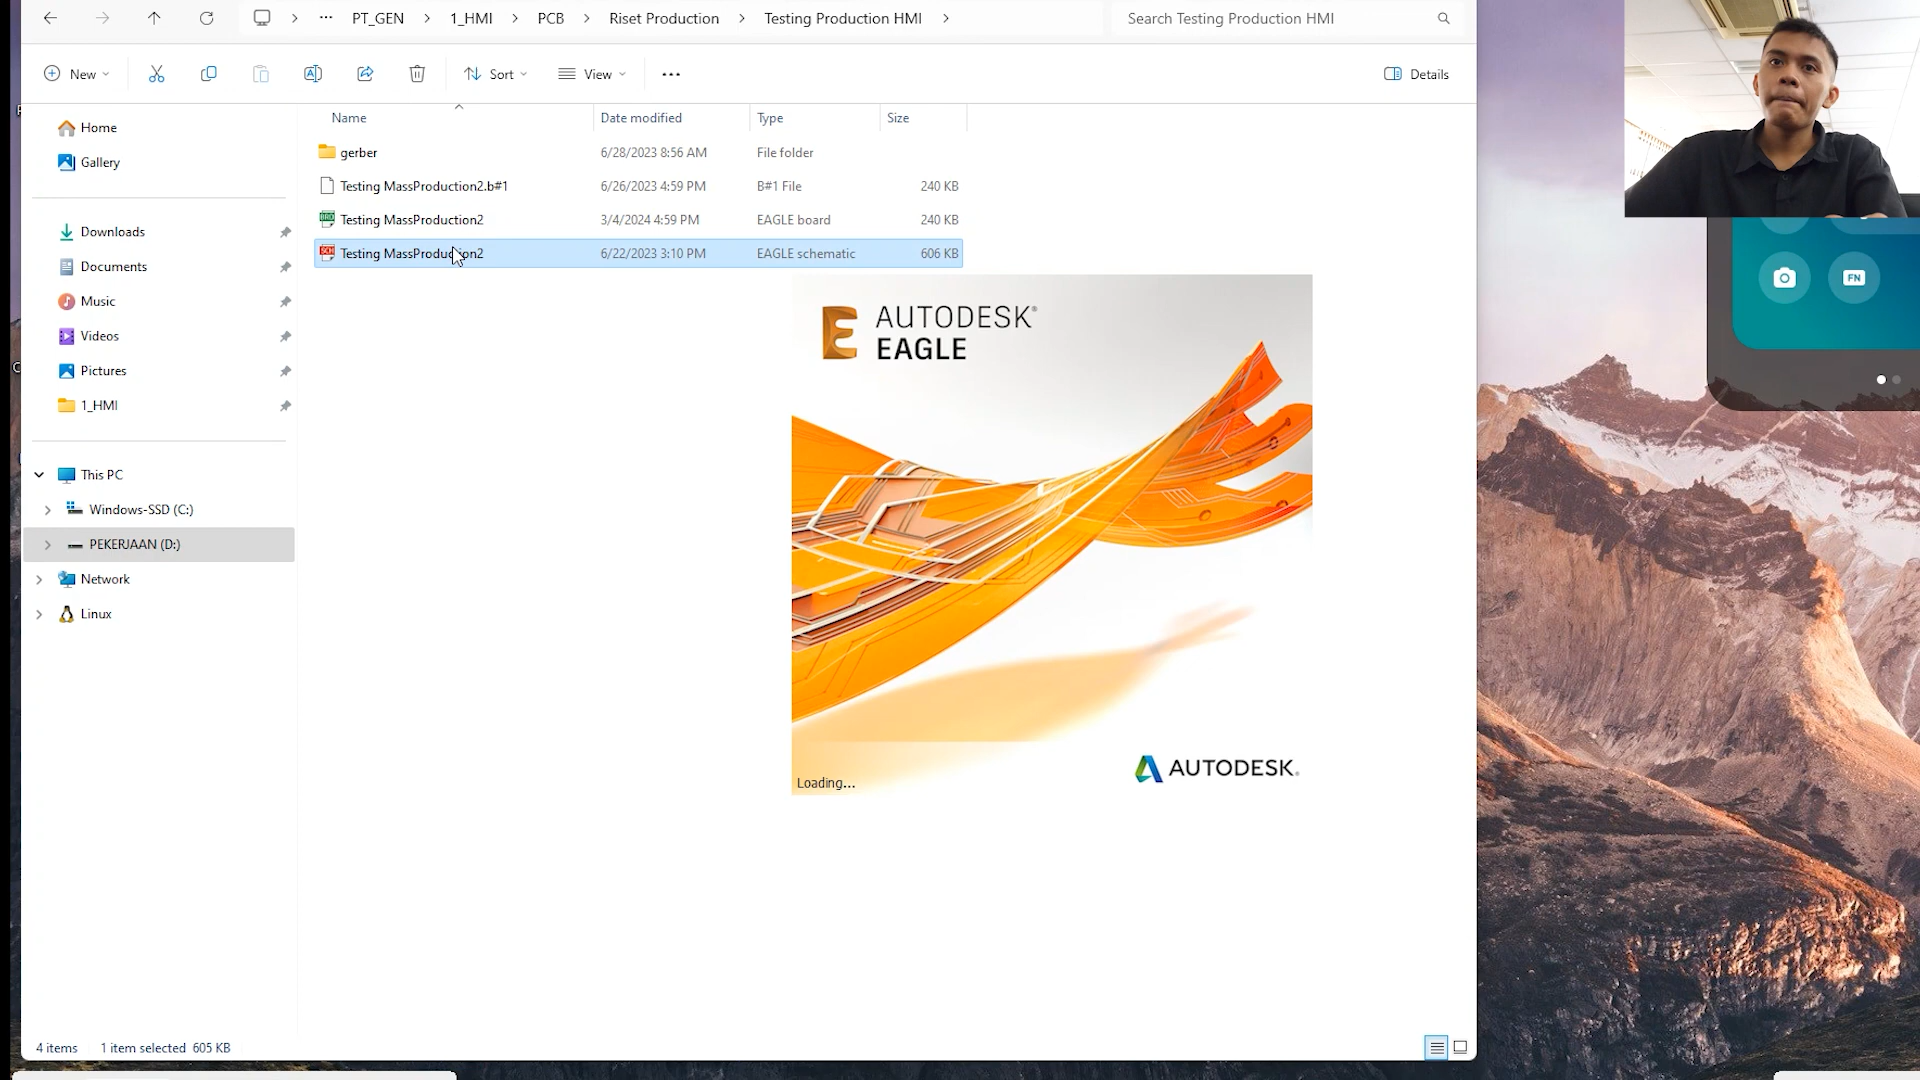 PT_GEN
1_HMI
PCB
Riset Production
Testing Production HMI
Search Testing Production HMI
New
Sort
View
Details
Name
Date modified
Type
Size
gerber
6/28/2023 8:56 AM
File folder
Testing MassProduction2.b#1
6/26/2023 4:59 PM
B#1 File
240 KB
Testing MassProduction2
3/4/2024 4:59 PM
EAGLE board
240 KB
Testing MassProduction2
6/22/2023 3:10 PM
EAGLE schematic
606 KB
Home
Gallery
Downloads
Documents
Music
Videos
Pictures
1_HMI
This PC
Windows-SSD (C:)
PEKERJAAN (D:)
Network
Linux
AUTODESK®
EAGLE
Loading...
AUTODESK®
FN
4 items
1 item selected 605 KB